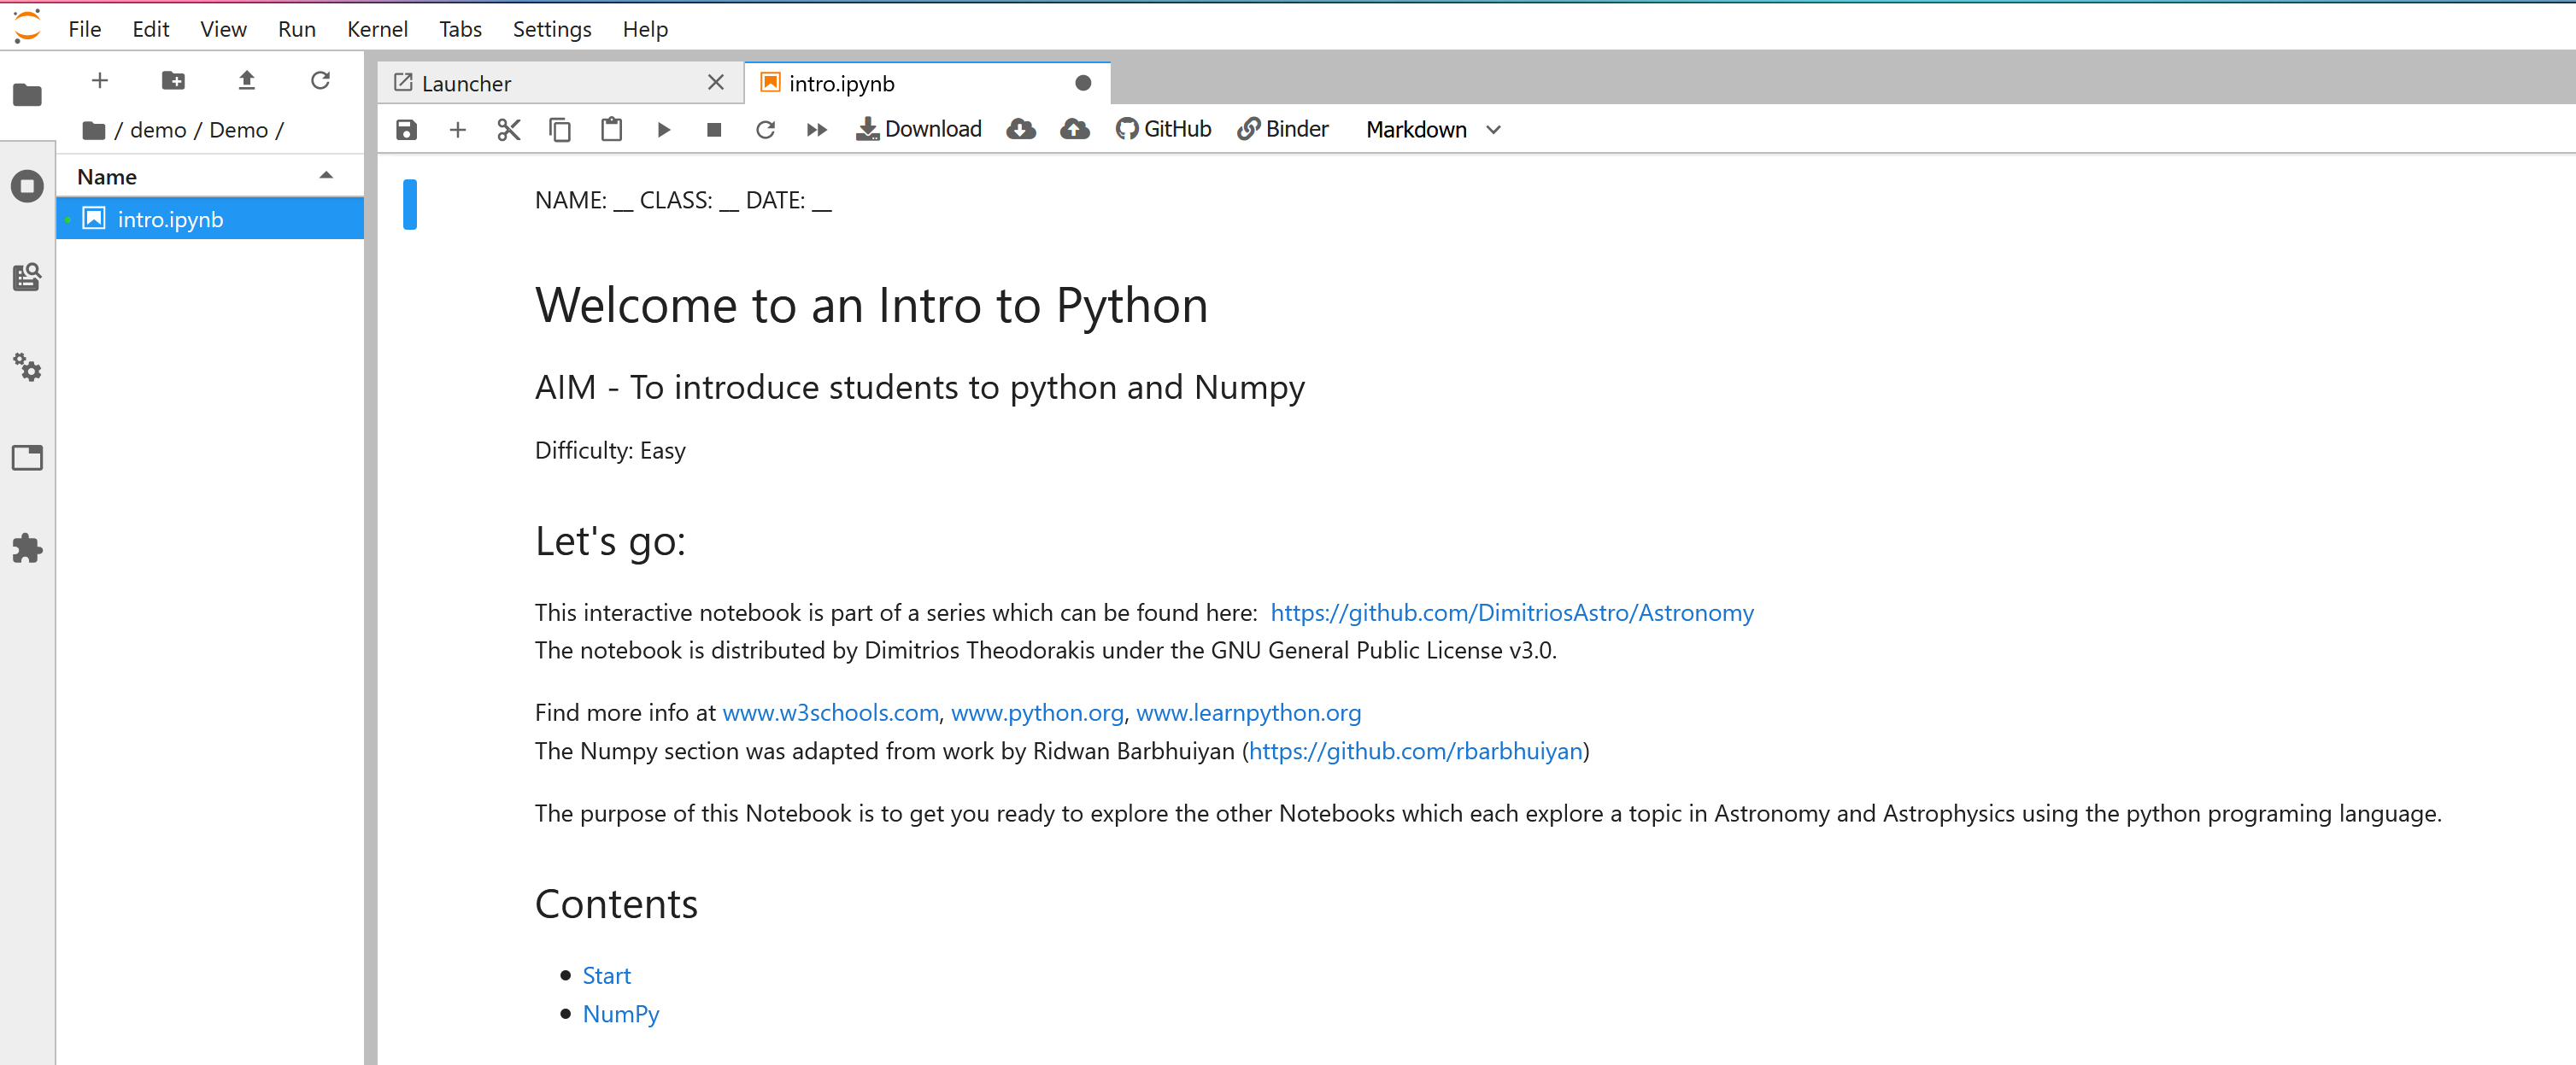 File Edit View Run Kernel Tabs Settings Help
/ demo / Demo /
Name
intro.ipynb
Launcher
intro.ipynb
Download GitHub Binder Markdown
NAME: __ CLASS: __ DATE: __
Welcome to an Intro to Python
AIM - To introduce students to python and Numpy
Difficulty: Easy
Let's go:
This interactive notebook is part of a series which can be found here: https://github.com/DimitriosAstro/Astronomy
The notebook is distributed by Dimitrios Theodorakis under the GNU General Public License v3.0.
Find more info at www.w3schools.com, www.python.org, www.learnpython.org
The Numpy section was adapted from work by Ridwan Barbhuiyan (https://github.com/rbarbhuiyan)
The purpose of this Notebook is to get you ready to explore the other Notebooks which each explore a topic in Astronomy and Astrophysics using the python programing language.
Contents
Start
NumPy